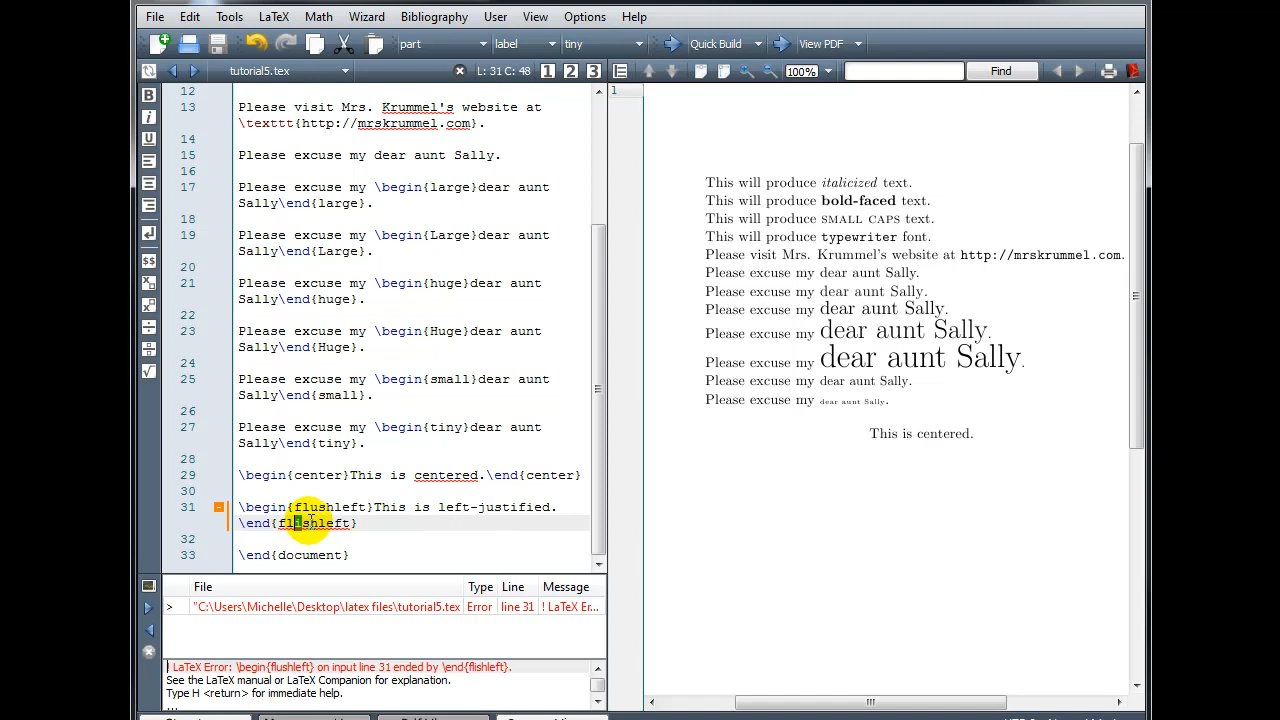 File Edit Tools LaTeX Math Wizard Bibliography User View Options Help
part label tiny Quick Build View PDF
tutorial5.tex L: 31 C: 48 1 2 3 100% Find
12
13 Please visit Mrs. Krummel's website at
\texttt{http://mrskrummel.com}.
14
15 Please excuse my dear aunt Sally.
16
17 Please excuse my \begin{large}dear aunt
Sally\end{large}.
18
19 Please excuse my \begin{Large}dear aunt
Sally\end{Large}.
20
21 Please excuse my \begin{huge}dear aunt
Sally\end{huge}.
22
23 Please excuse my \begin{Huge}dear aunt
Sally\end{Huge}.
24
25 Please excuse my \begin{small}dear aunt
Sally\end{small}.
26
27 Please excuse my \begin{tiny}dear aunt
Sally\end{tiny}.
28
29 \begin{center}This is centered.\end{center}
30
31 \begin{flushleft}This is left-justified.
\end{flishleft}
32
33 \end{document}
File Type Line Message
> "C:\Users\Michelle\Desktop\latex files\tutorial5.tex Error line 31 ! LaTeX Er...
! LaTeX Error: \begin{flushleft} on input line 31 ended by \end{flishleft}.
See the LaTeX manual or LaTeX Companion for explanation.
Type H <return> for immediate help.
...
1
This will produce italicized text.
This will produce bold-faced text.
This will produce SMALL CAPS text.
This will produce typewriter font.
Please visit Mrs. Krummel's website at http://mrskrummel.com.
Please excuse my dear aunt Sally.
Please excuse my dear aunt Sally.
Please excuse my dear aunt Sally.
Please excuse my dear aunt Sally.
Please excuse my dear aunt Sally.
Please excuse my dear aunt Sally.
Please excuse my dear aunt Sally.
This is centered.